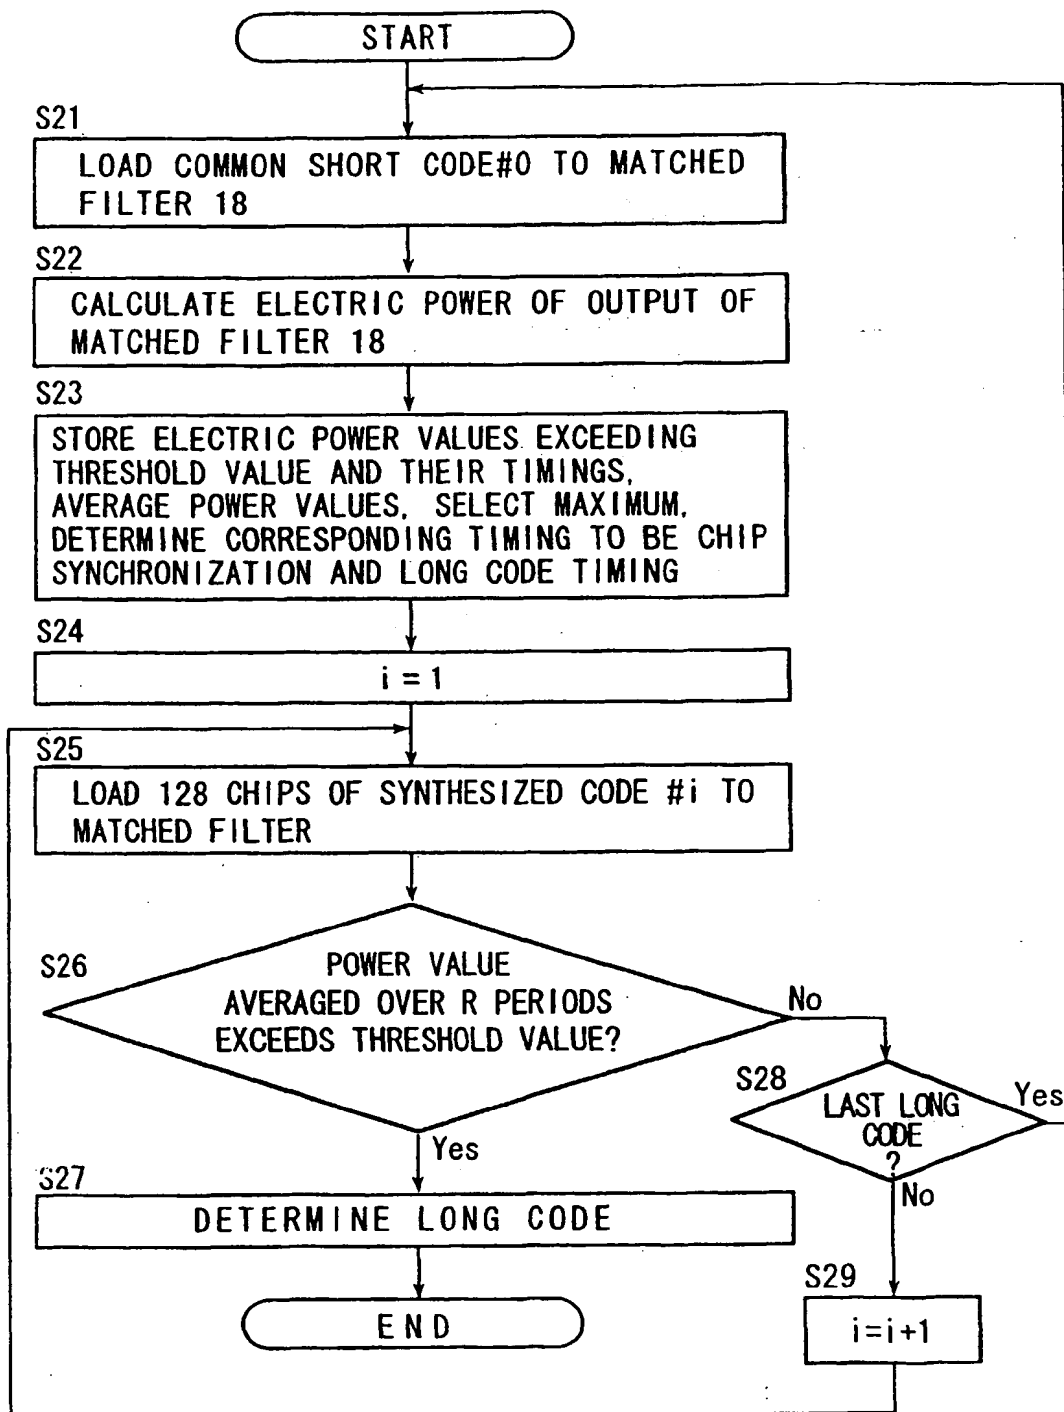 START
S21
LOAD COMMON SHORT CODE#0 TO MATCHED
FILTER 18
S22
CALCULATE ELECTRIC POWER OF OUTPUT OF
MATCHED FILTER 18
S23
STORE ELECTRIC POWER VALUES EXCEEDING
THRESHOLD VALUE AND THEIR TIMINGS,
AVERAGE POWER VALUES, SELECT MAXIMUM,
DETERMINE CORRESPONDING TIMING TO BE CHIP
SYNCHRONIZATION AND LONG CODE TIMING
S24
i = 1
S25
LOAD 128 CHIPS OF SYNTHESIZED CODE #i TO
MATCHED FILTER
S26
POWER VALUE
AVERAGED OVER R PERIODS
EXCEEDS THRESHOLD VALUE?
No
S28
LAST LONG
CODE
?
Yes
Yes
No
S27
DETERMINE LONG CODE
S29
i=i+1
END